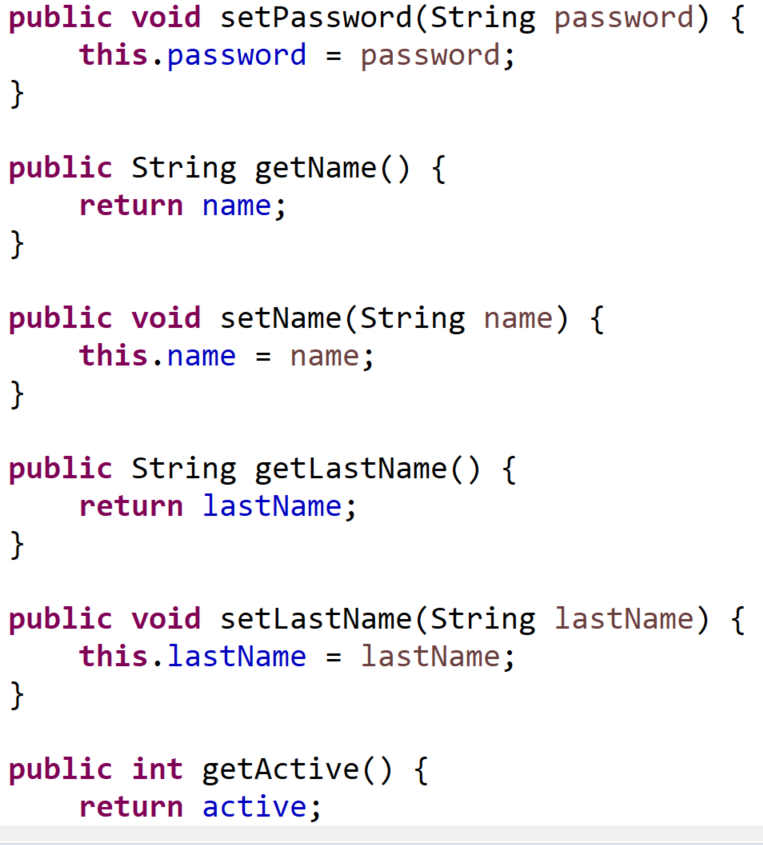 public void setPassword(String password) {
    this.password = password;
}

public String getName() {
    return name;
}

public void setName(String name) {
    this.name = name;
}

public String getLastName() {
    return lastName;
}

public void setLastName(String lastName) {
    this.lastName = lastName;
}

public int getActive() {
    return active;